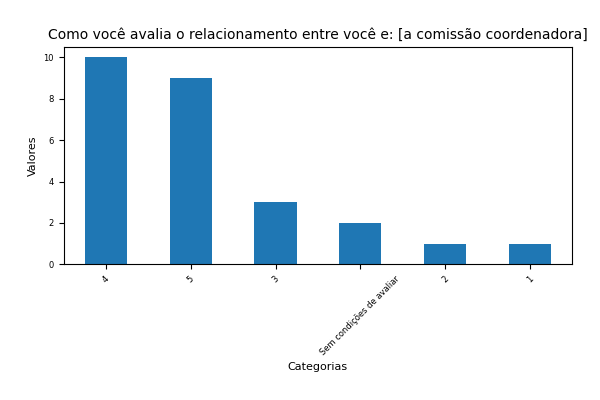 Como você avalia o relacionamento entre você e: [a comissão coordenadora]
Valores
10
8
6
4
2
0
4
5
3
Sem condições de avaliar
2
1
Categorias